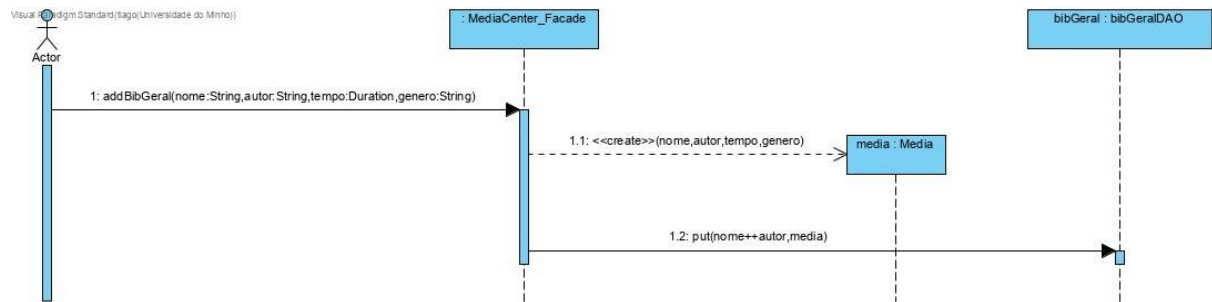 Visual Paradigm Standard(tiago(Universidade do Minho))
Actor
: MediaCenter_Facade
bibGeral : bibGeralDAO
1: addBibGeral(nome:String,autor:String,tempo:Duration,genero:String)
1.1: <<create>>(nome,autor,tempo,genero)
media : Media
1.2: put(nome++autor,media)